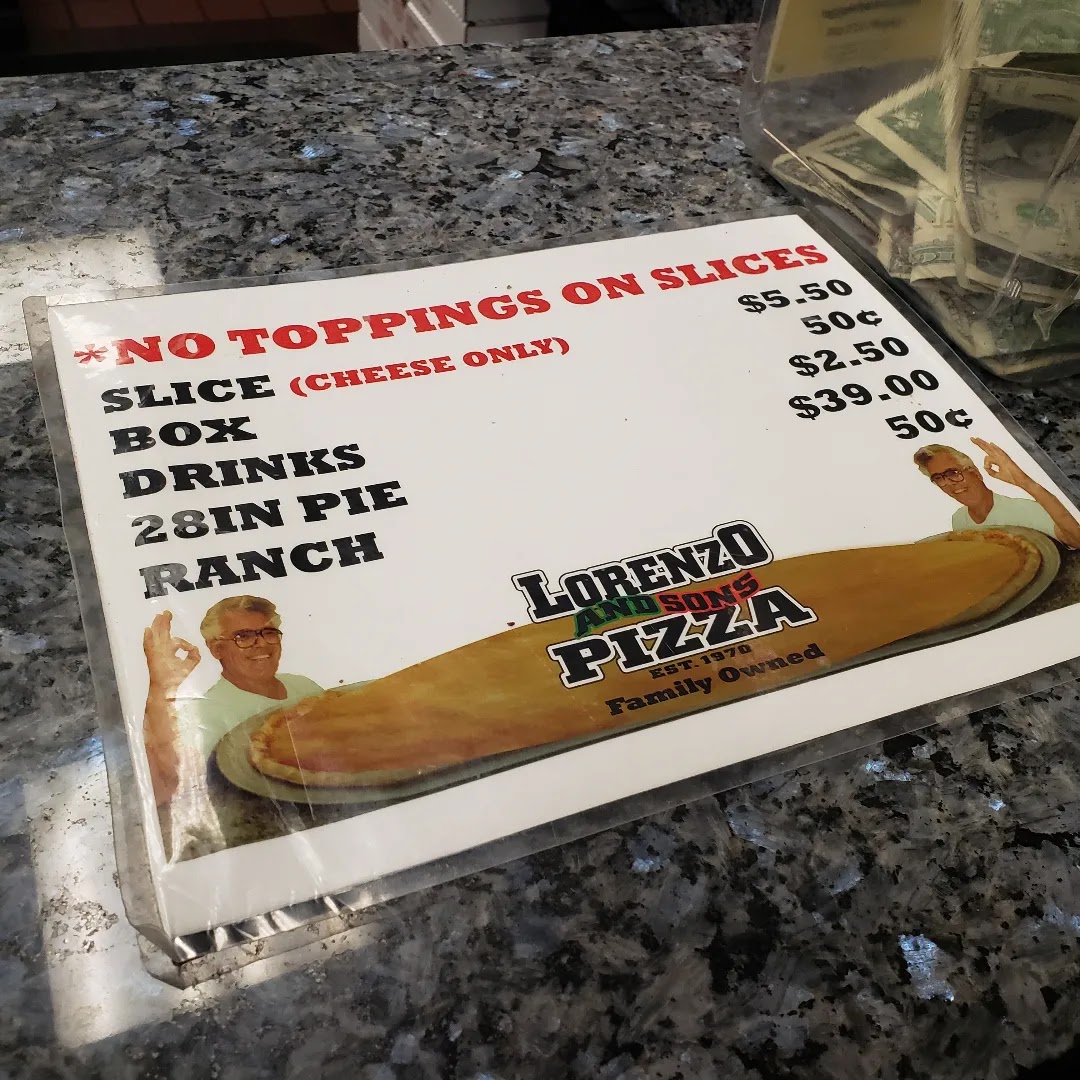 *NO TOPPINGS ON SLICES
SLICE (CHEESE ONLY) $5.50
BOX 50¢
DRINKS $2.50
28IN PIE $39.00
RANCH 50¢
LORENZO
AND SONS
PIZZA
EST. 1970
Family Owned